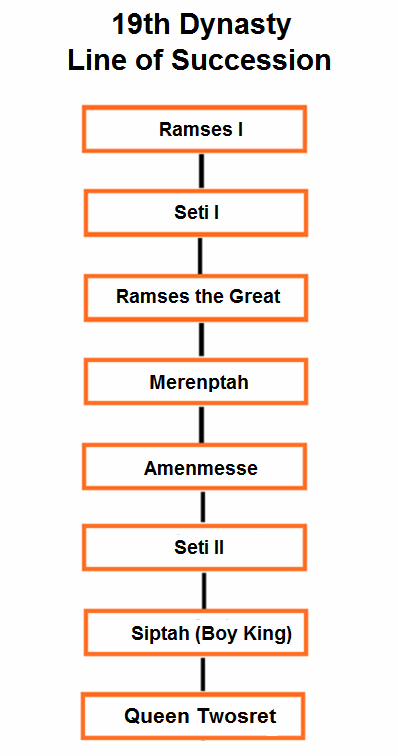 19th Dynasty
Line of Succession
Ramses I
Seti I
Ramses the Great
Merenptah
Amenmesse
Seti II
Siptah (Boy King)
Queen Twosret